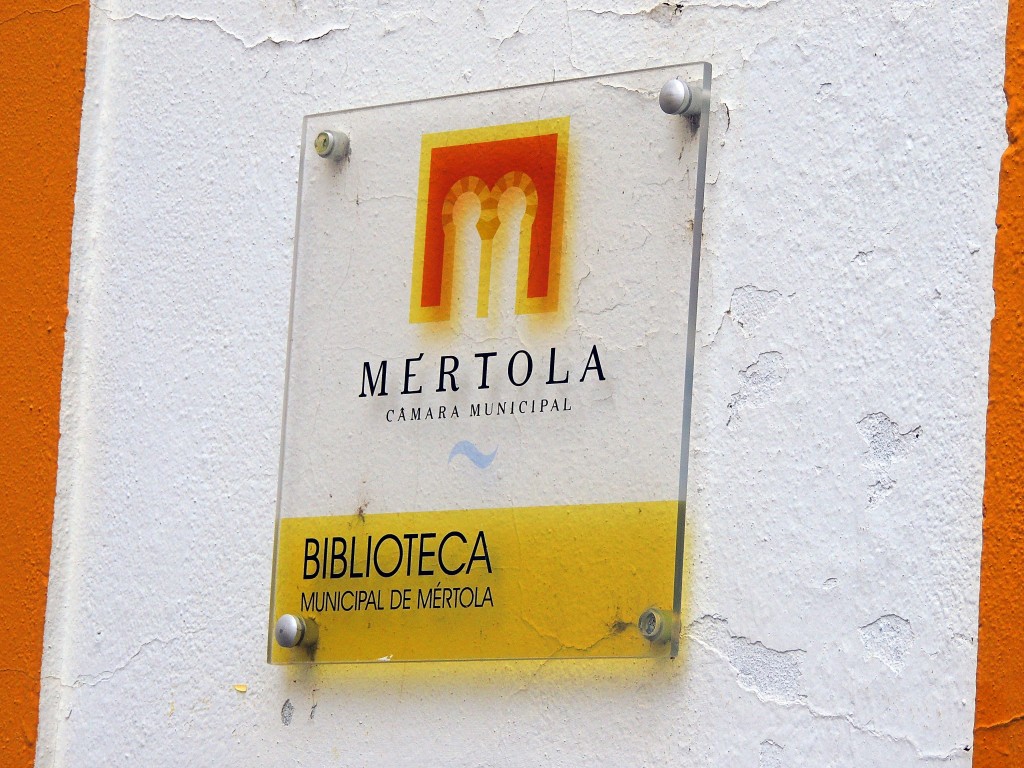 MÉRTOLA
CÂMARA MUNICIPAL
BIBLIOTECA
MUNICIPAL DE MÉRTOLA